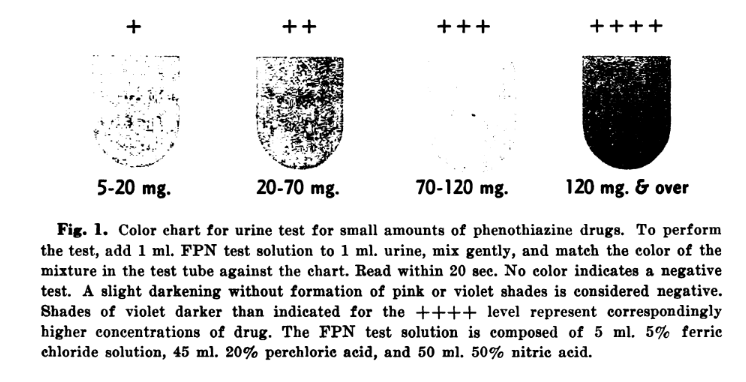 + ++ +++ ++++
5-20 mg. 20-70 mg. 70-120 mg. 120 mg. & over
Fig. 1. Color chart for urine test for small amounts of phenothiazine drugs. To perform
the test, add 1 ml. FPN test solution to 1 ml. urine, mix gently, and match the color of the
mixture in the test tube against the chart. Read within 20 sec. No color indicates a negative
test. A slight darkening without formation of pink or violet shades is considered negative.
Shades of violet darker than indicated for the ++++ level represent correspondingly
higher concentrations of drug. The FPN test solution is composed of 5 ml. 5% ferric
chloride solution, 45 ml. 20% perchloric acid, and 50 ml. 50% nitric acid.